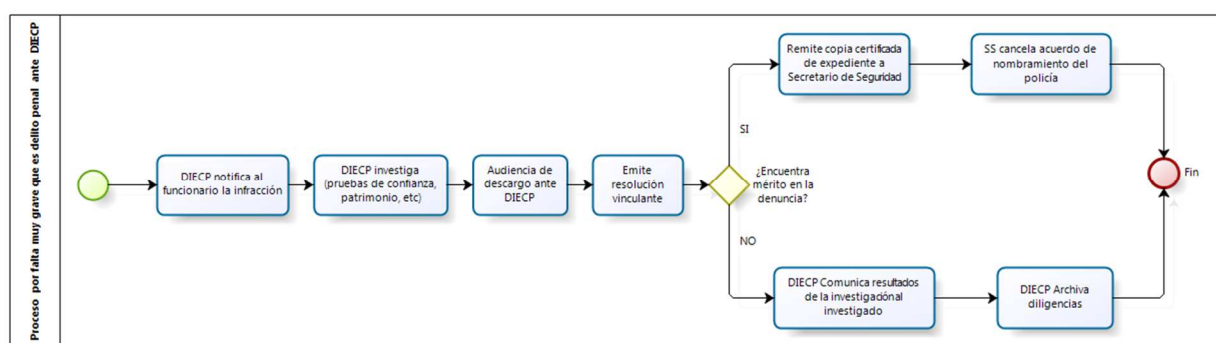 Proceso por falta muy grave que es delito penal ante DIECP
DIECP notifica al
funcionario la infracción
DIECP investiga
(pruebas de confianza,
patrimonio, etc)
Audiencia de
descargo ante
DIECP
Emite
resolución
vinculante
¿Encuentra
mérito en la
denuncia?
SI
Remite copia certificada
de expediente a
Secretario de Seguridad
SS cancela acuerdo de
nombramiento del
policía
NO
DIECP Comunica resultados
de la investigaciónal
investigado
DIECP Archiva
diligencias
Fin